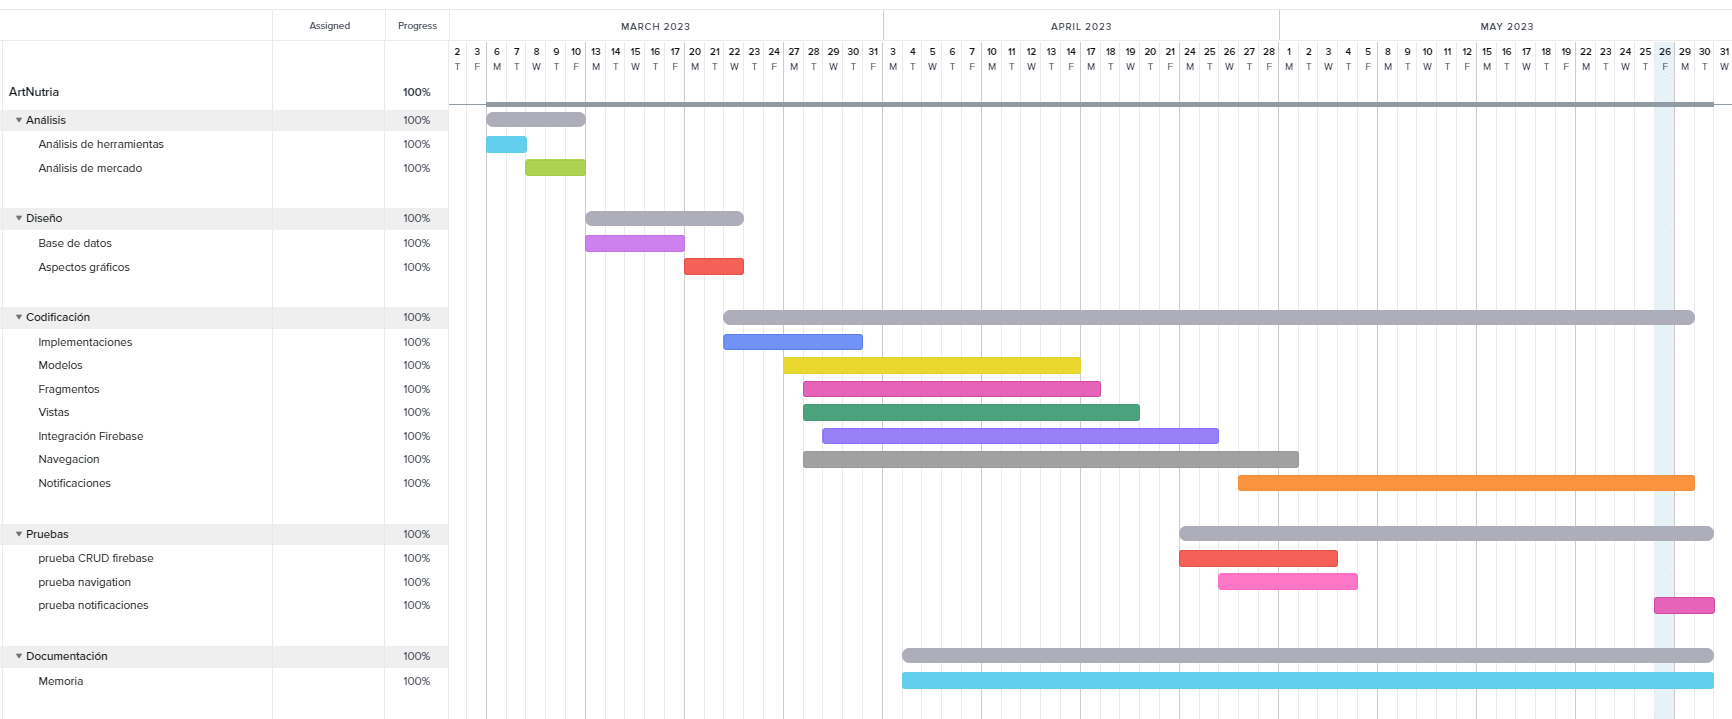 Assigned Progress MARCH 2023 APRIL 2023 MAY 2023
2 3 6 7 8 9 10 13 14 15 16 17 20 21 22 23 24 27 28 29 30 31 3 4 5 6 7 10 11 12 13 14 17 18 19 20 21 24 25 26 27 28 1 2 3 4 5 8 9 10 11 12 15 16 17 18 19 22 23 24 25 26 29 30 31
T F M T W T F M T W T F M T W T F M T W T F M T W T F M T W T F M T W T F M T W T F M T W T F M T W T F M T W T F M T W T F M T W
ArtNutria 100%
Análisis 100%
Análisis de herramientas 100%
Análisis de mercado 100%
Diseño 100%
Base de datos 100%
Aspectos gráficos 100%
Codificación 100%
Implementaciones 100%
Modelos 100%
Fragmentos 100%
Vistas 100%
Integración Firebase 100%
Navegacion 100%
Notificaciones 100%
Pruebas 100%
prueba CRUD firebase 100%
prueba navigation 100%
prueba notificaciones 100%
Documentación 100%
Memoria 100%